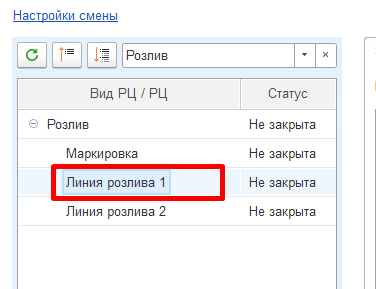 Настройки смены
Розлив
Вид РЦ / РЦ Статус
Розлив Не закрыта
Маркировка Не закрыта
Линия розлива 1 Не закрыта
Линия розлива 2 Не закрыта